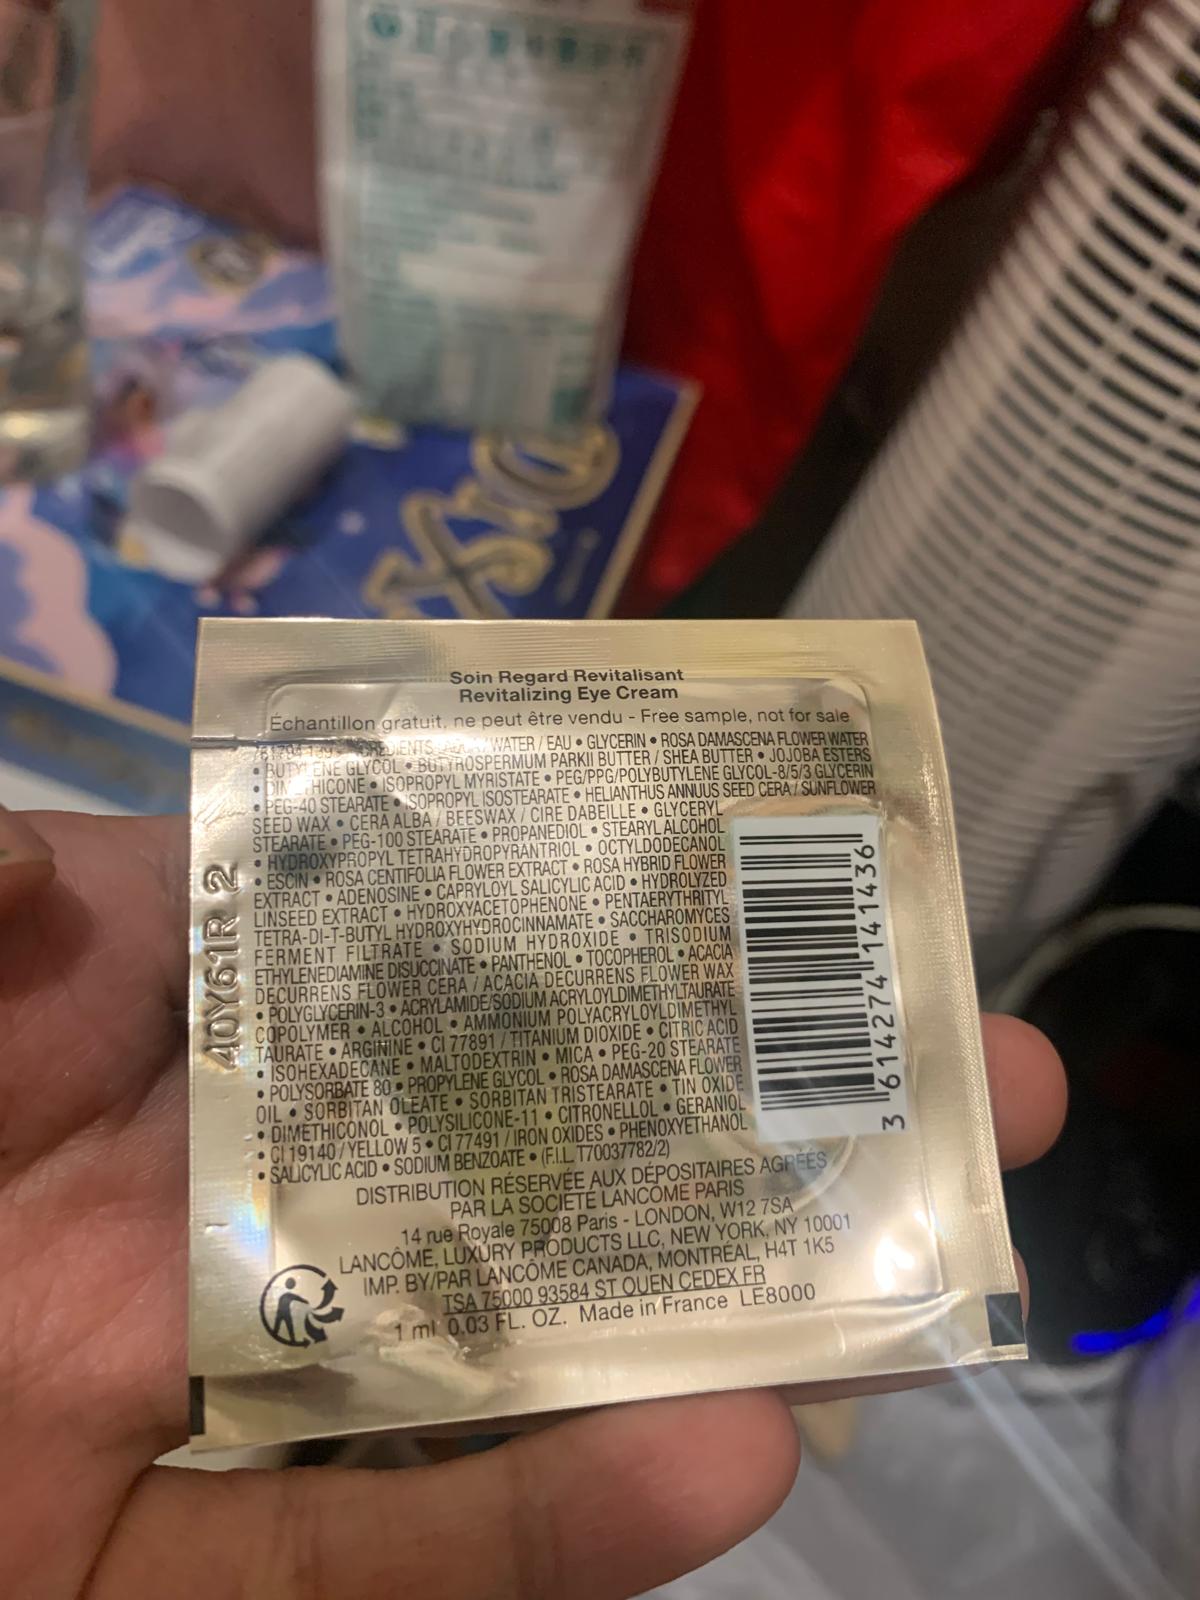 Soin Regard Revitalisant
Revitalizing Eye Cream
Échantillon gratuit, ne peut être vendu - Free sample, not for sale
WATER / EAU • GLYCERIN • ROSA DAMASCENA FLOWER WATER
• BUTYLENE GLYCOL • BUTYROSPERMUM PARKII BUTTER / SHEA BUTTER • JOJOBA ESTERS
• DIMETHICONE • ISOPROPYL MYRISTATE • PEG/PPG/POLYBUTYLENE GLYCOL-8/5/3 GLYCERIN
• PEG-40 STEARATE • ISOPROPYL ISOSTEARATE • HELIANTHUS ANNUUS SEED CERA / SUNFLOWER
SEED WAX • CERA ALBA / BEESWAX / CIRE DABEILLE • GLYCERYL
STEARATE • PEG-100 STEARATE • PROPANEDIOL • STEARYL ALCOHOL
• HYDROXYPROPYL TETRAHYDROPYRANTRIOL • OCTYLDODECANOL
• ESCIN • ROSA CENTIFOLIA FLOWER EXTRACT • ROSA HYBRID FLOWER
EXTRACT • ADENOSINE • CAPRYLOYL SALICYLIC ACID • HYDROLYZED
LINSEED EXTRACT • HYDROXYACETOPHENONE • PENTAERYTHRITYL
TETRA-DI-T-BUTYL HYDROXYHYDROCINNAMATE • SACCHAROMYCES
FERMENT FILTRATE • SODIUM HYDROXIDE • TRISODIUM
ETHYLENEDIAMINE DISUCCINATE • PANTHENOL • TOCOPHEROL • ACACIA
DECURRENS FLOWER CERA / ACACIA DECURRENS FLOWER WAX
• POLYGLYCERIN-3 • ACRYLAMIDE/SODIUM ACRYLOYLDIMETHYLTAURATE
COPOLYMER • ALCOHOL • AMMONIUM POLYACRYLOYLDIMETHYL
TAURATE • ARGININE • CI 77891 / TITANIUM DIOXIDE • CITRIC ACID
• ISOHEXADECANE • MALTODEXTRIN • MICA • PEG-20 STEARATE
• POLYSORBATE 80 • PROPYLENE GLYCOL • ROSA DAMASCENA FLOWER
OIL • SORBITAN OLEATE • SORBITAN TRISTEARATE • TIN OXIDE
• DIMETHICONOL • POLYSILICONE-11 • CITRONELLOL • GERANIOL
• CI 19140 / YELLOW 5 • CI 77491 / IRON OXIDES • PHENOXYETHANOL
• SALICYLIC ACID • SODIUM BENZOATE • (F.I.L. T70037782/2)
DISTRIBUTION RÉSERVÉE AUX DÉPOSITAIRES AGRÉÉS
PAR LA SOCIÉTÉ LANCÔME PARIS
14 rue Royale 75008 Paris - LONDON, W12 7SA
LANCÔME, LUXURY PRODUCTS LLC, NEW YORK, NY 10001
IMP. BY/PAR LANCÔME CANADA, MONTRÉAL, H4T 1K5
TSA 75000 93584 ST OUEN CEDEX FR
1 ml 0.03 FL. OZ. Made in France LE8000
3 614274 141436
40Y61R 2